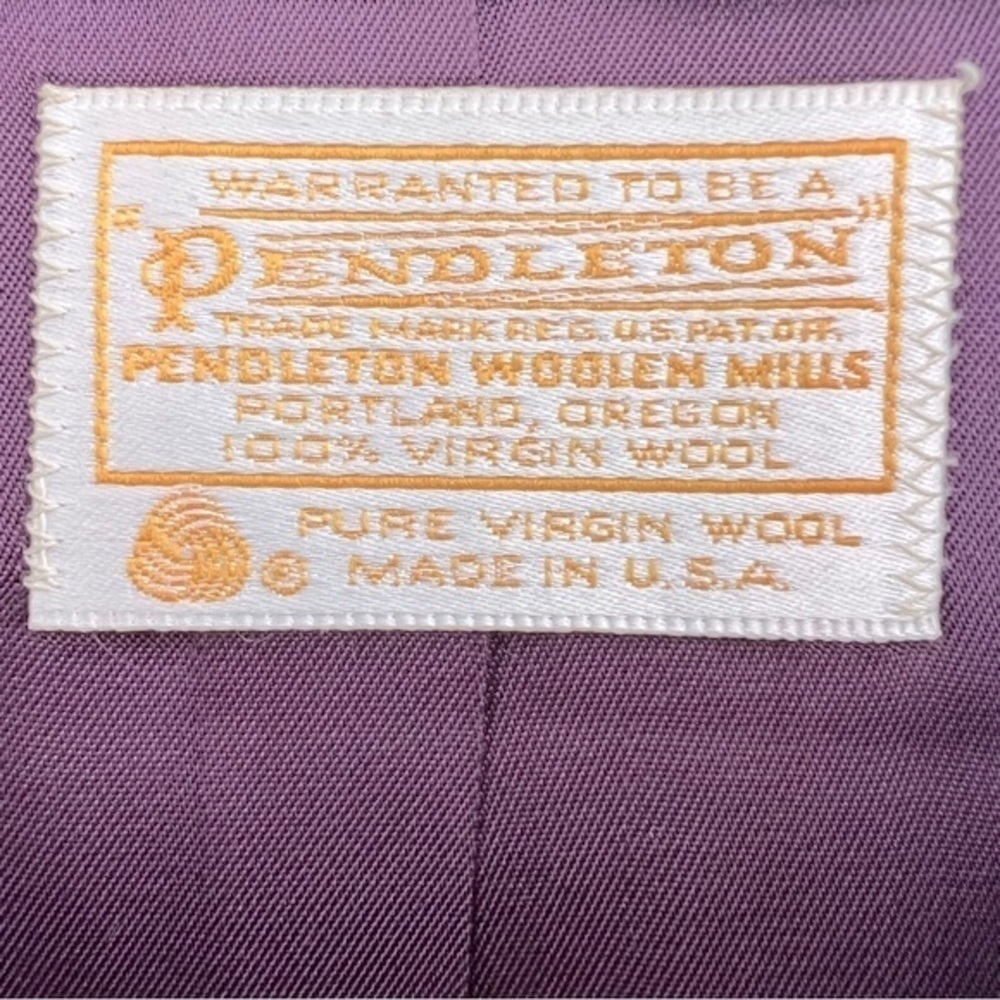 WARRANTED TO BE A
"PENDLETON"
TRADE MARK REG. U.S. PAT. OFF.
PENDLETON WOOLEN MILLS
PORTLAND, OREGON
100% VIRGIN WOOL
PURE VIRGIN WOOL
® MADE IN U.S.A.